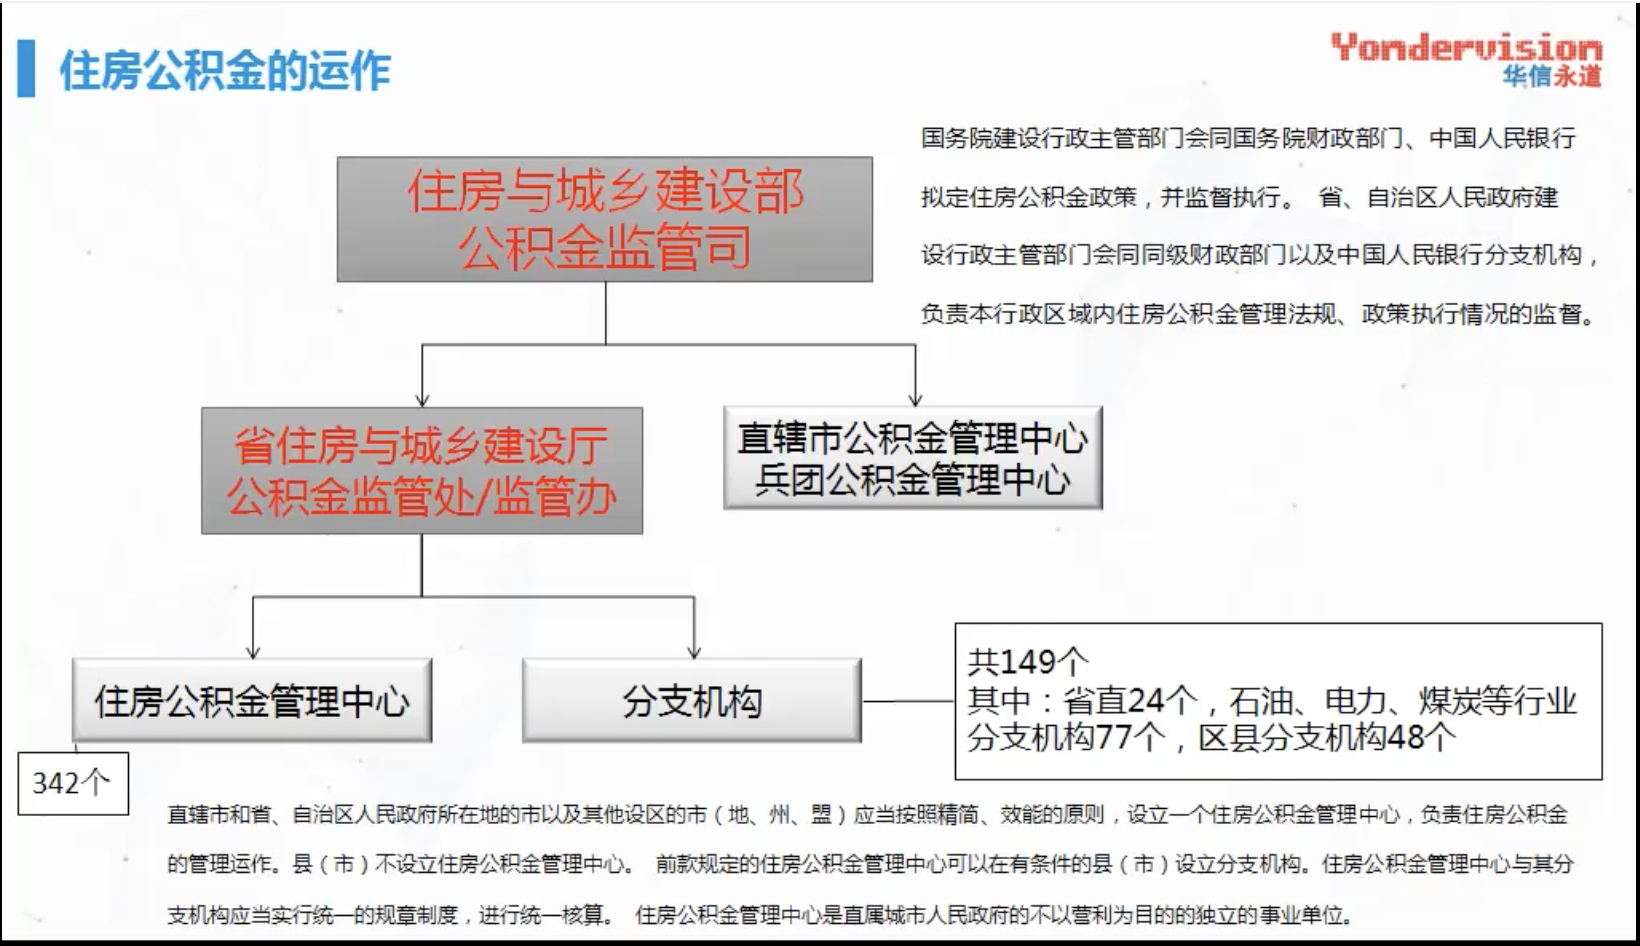 住房公积金的运作
Yondervision
华信永道
国务院建设行政主管部门会同国务院财政部门、中国人民银行
拟定住房公积金政策，并监督执行。 省、自治区人民政府建
设行政主管部门会同同级财政部门以及中国人民银行分支机构，
负责本行政区域内住房公积金管理法规、政策执行情况的监督。
住房与城乡建设部
公积金监管司
省住房与城乡建设厅
公积金监管处/监管办
直辖市公积金管理中心
兵团公积金管理中心
住房公积金管理中心
分支机构
共149个
其中：省直24个，石油、电力、煤炭等行业
分支机构77个，区县分支机构48个
342个
直辖市和省、自治区人民政府所在地的市以及其他设区的市（地、州、盟）应当按照精简、效能的原则，设立一个住房公积金管理中心，负责住房公积金
的管理运作。县（市）不设立住房公积金管理中心。 前款规定的住房公积金管理中心可以在有条件的县（市）设立分支机构。住房公积金管理中心与其分
支机构应当实行统一的规章制度，进行统一核算。 住房公积金管理中心是直属城市人民政府的不以营利为目的的独立的事业单位。